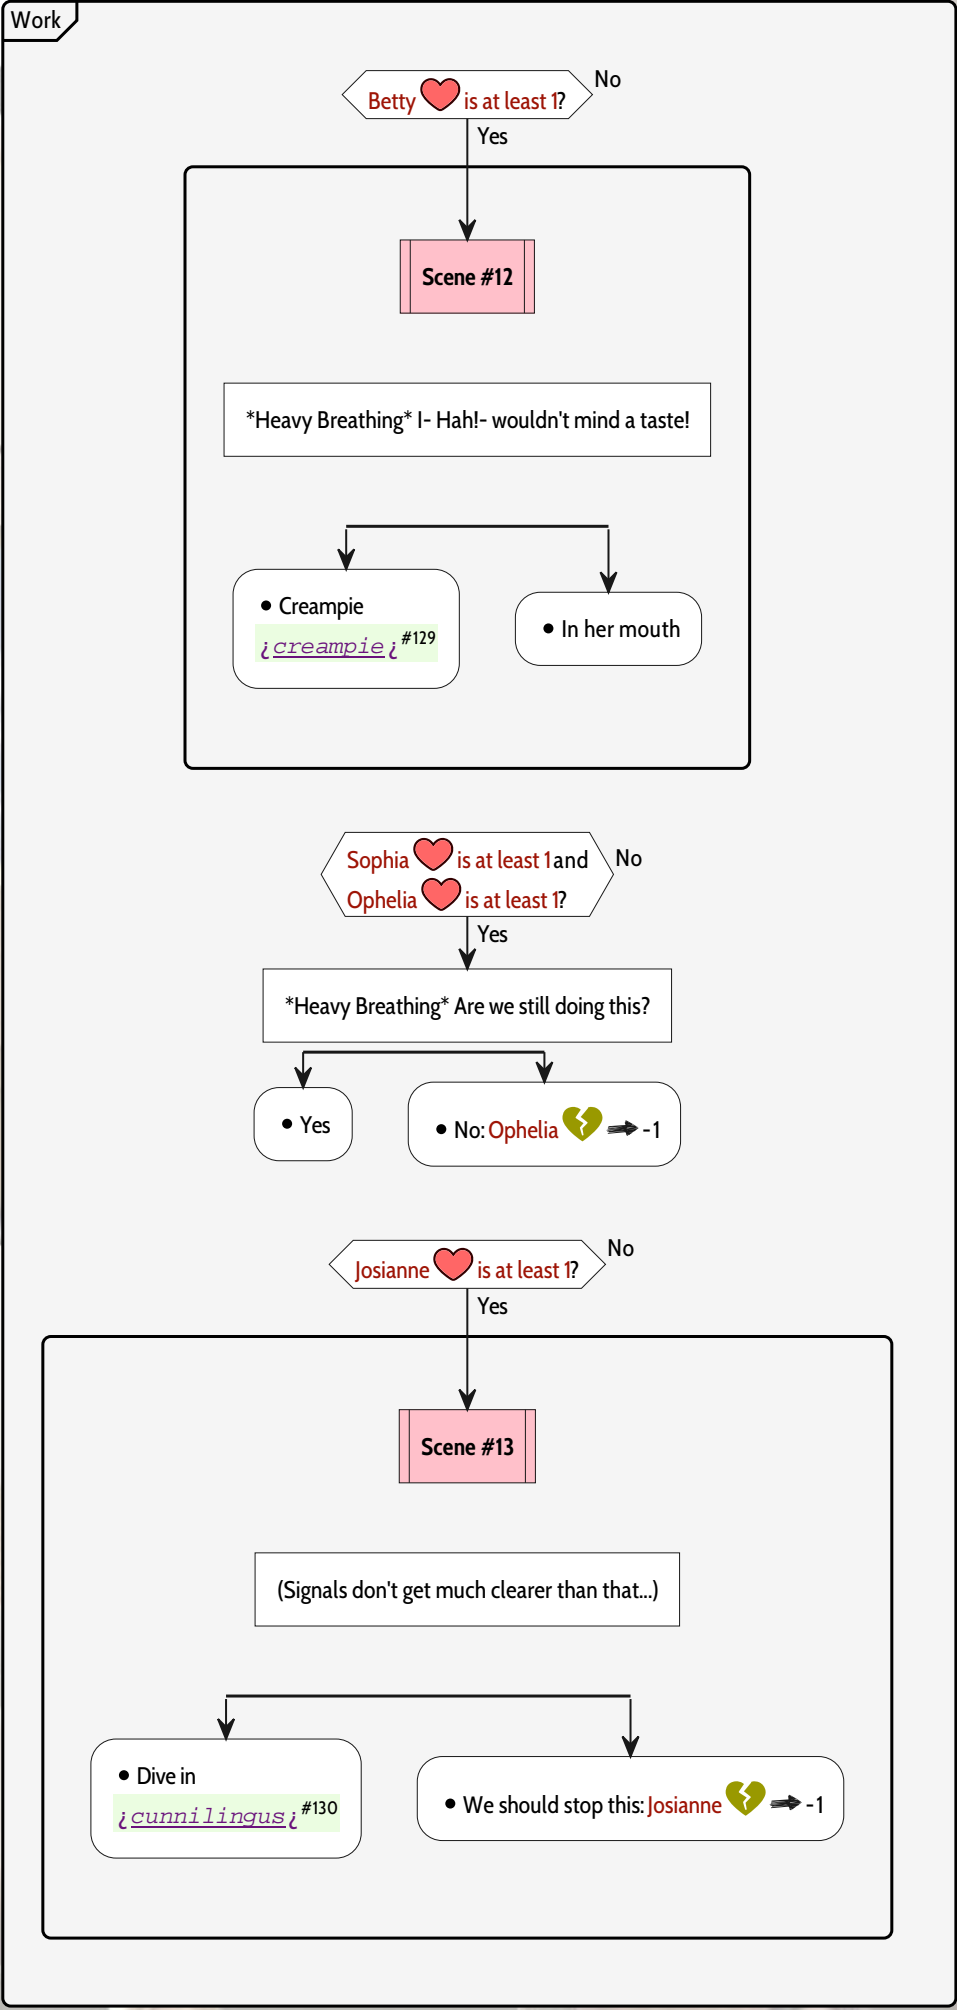 Work
Betty is at least 1?
No
Yes
Scene #12
*Heavy Breathing* I- Hah!- wouldn't mind a taste!
• Creampie
¿creampie¿#129
• In her mouth
Sophia is at least 1 and
Ophelia is at least 1?
No
Yes
*Heavy Breathing* Are we still doing this?
• Yes
• No: Ophelia -1
Josianne is at least 1?
No
Yes
Scene #13
(Signals don't get much clearer than that...)
• Dive in
¿cunnilingus¿#130
• We should stop this: Josianne -1